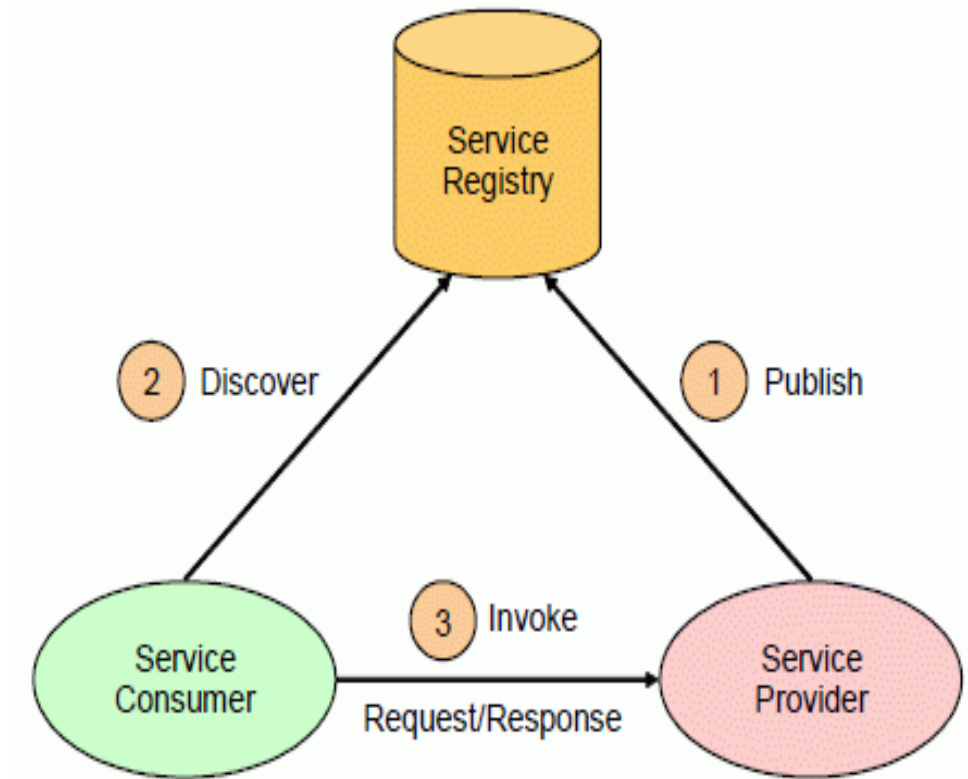 Service
Registry
2 Discover
1 Publish
3 Invoke
Service
Consumer
Request/Response
Service
Provider